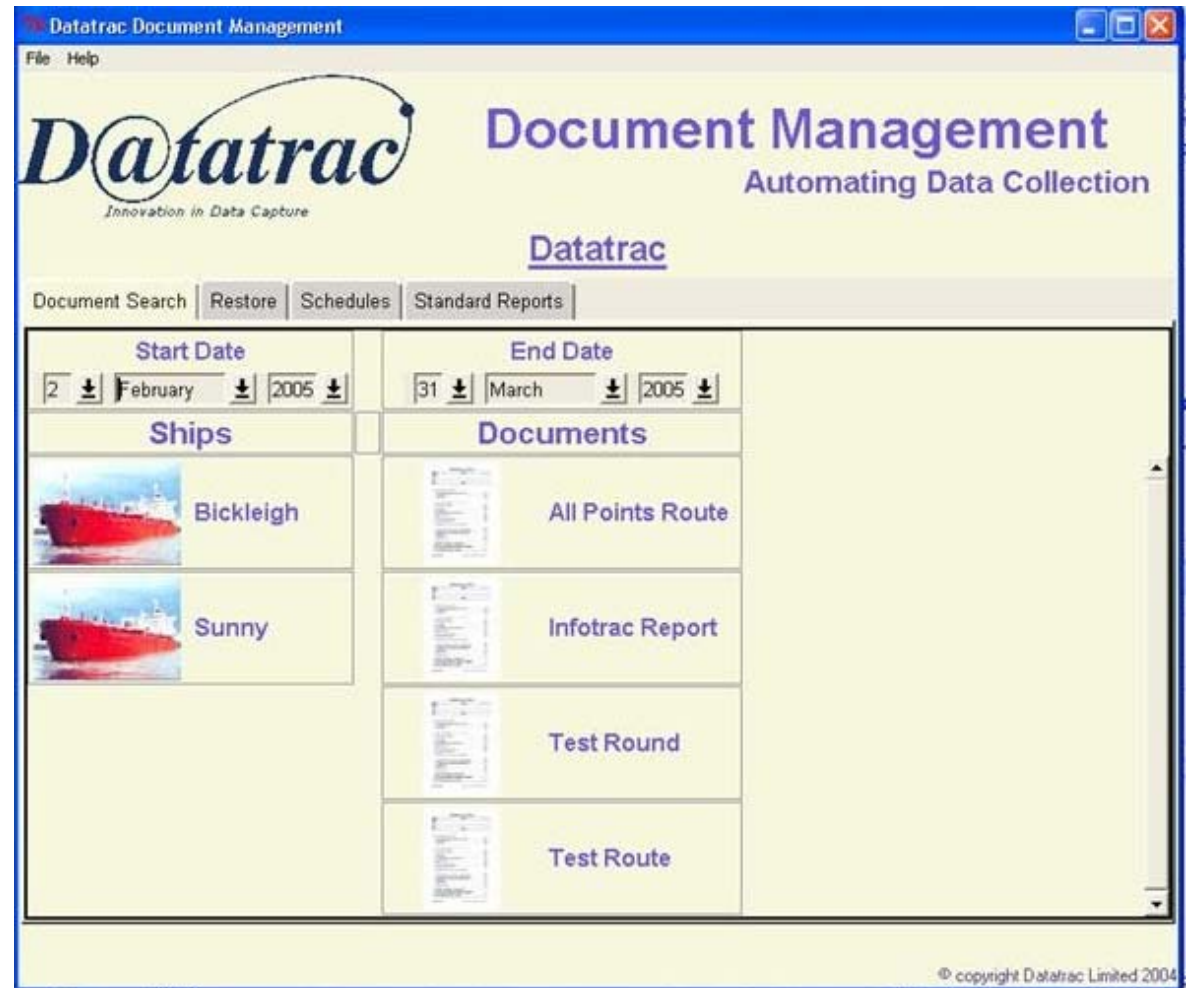 Datatrac Document Management
File Help
D@tatrac
Innovation in Data Capture
Document Management
Automating Data Collection
Datatrac
Document Search Restore Schedules Standard Reports
Start Date End Date
2 February 2005 31 March 2005
Ships Documents
Bickleigh All Points Route
Sunny Infotrac Report
Test Round
Test Route
© copyright Datatrac Limited 2004